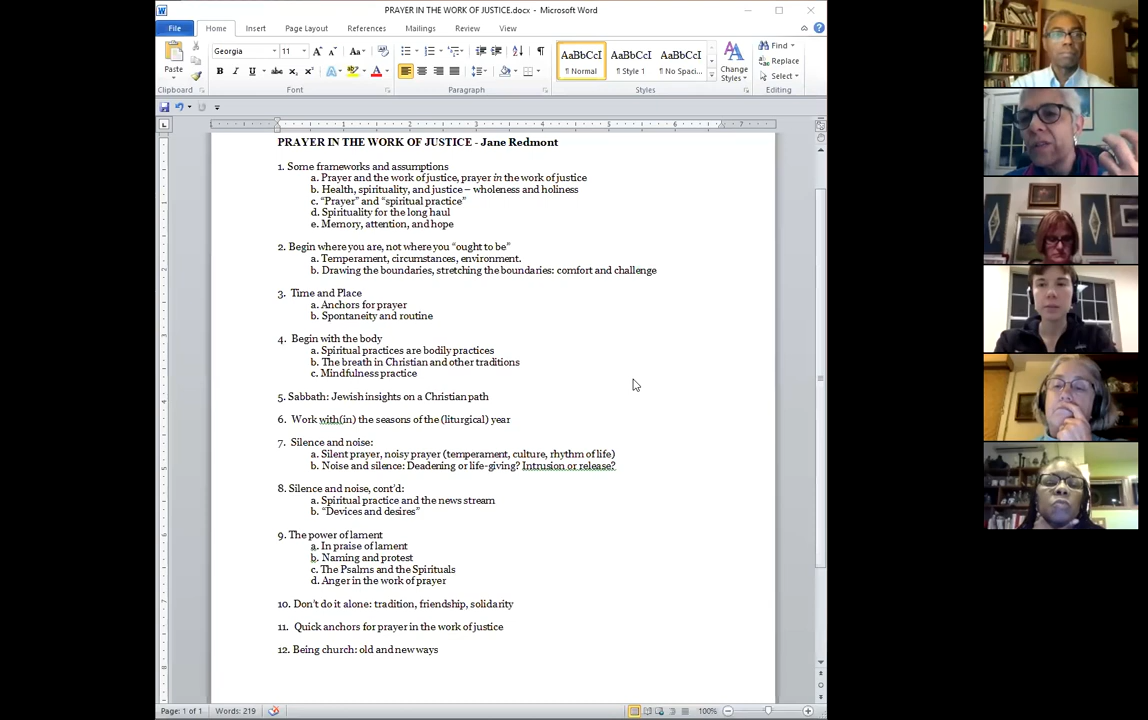 PRAYER IN THE WORK OF JUSTICE.docx - Microsoft Word
File Home Insert Page Layout References Mailings Review View
Georgia 11
Paste
Clipboard Font Paragraph Styles Editing
AaBbCcI AaBbCcI AaBbCcI
¶ Normal ¶ Style 1 ¶ No Spaci...
Change Styles
Find
Replace
Select
PRAYER IN THE WORK OF JUSTICE - Jane Redmont
1. Some frameworks and assumptions
a. Prayer and the work of justice, prayer in the work of justice
b. Health, spirituality, and justice – wholeness and holiness
c. “Prayer” and “spiritual practice”
d. Spirituality for the long haul
e. Memory, attention, and hope
2. Begin where you are, not where you “ought to be”
a. Temperament, circumstances, environment.
b. Drawing the boundaries, stretching the boundaries: comfort and challenge
3. Time and Place
a. Anchors for prayer
b. Spontaneity and routine
4. Begin with the body
a. Spiritual practices are bodily practices
b. The breath in Christian and other traditions
c. Mindfulness practice
5. Sabbath: Jewish insights on a Christian path
6. Work with(in) the seasons of the (liturgical) year
7. Silence and noise:
a. Silent prayer, noisy prayer (temperament, culture, rhythm of life)
b. Noise and silence: Deadening or life-giving? Intrusion or release?
8. Silence and noise, cont’d:
a. Spiritual practice and the news stream
b. “Devices and desires”
9. The power of lament
a. In praise of lament
b. Naming and protest
c. The Psalms and the Spirituals
d. Anger in the work of prayer
10. Don’t do it alone: tradition, friendship, solidarity
11. Quick anchors for prayer in the work of justice
12. Being church: old and new ways
Page: 1 of 1 Words: 219 100%